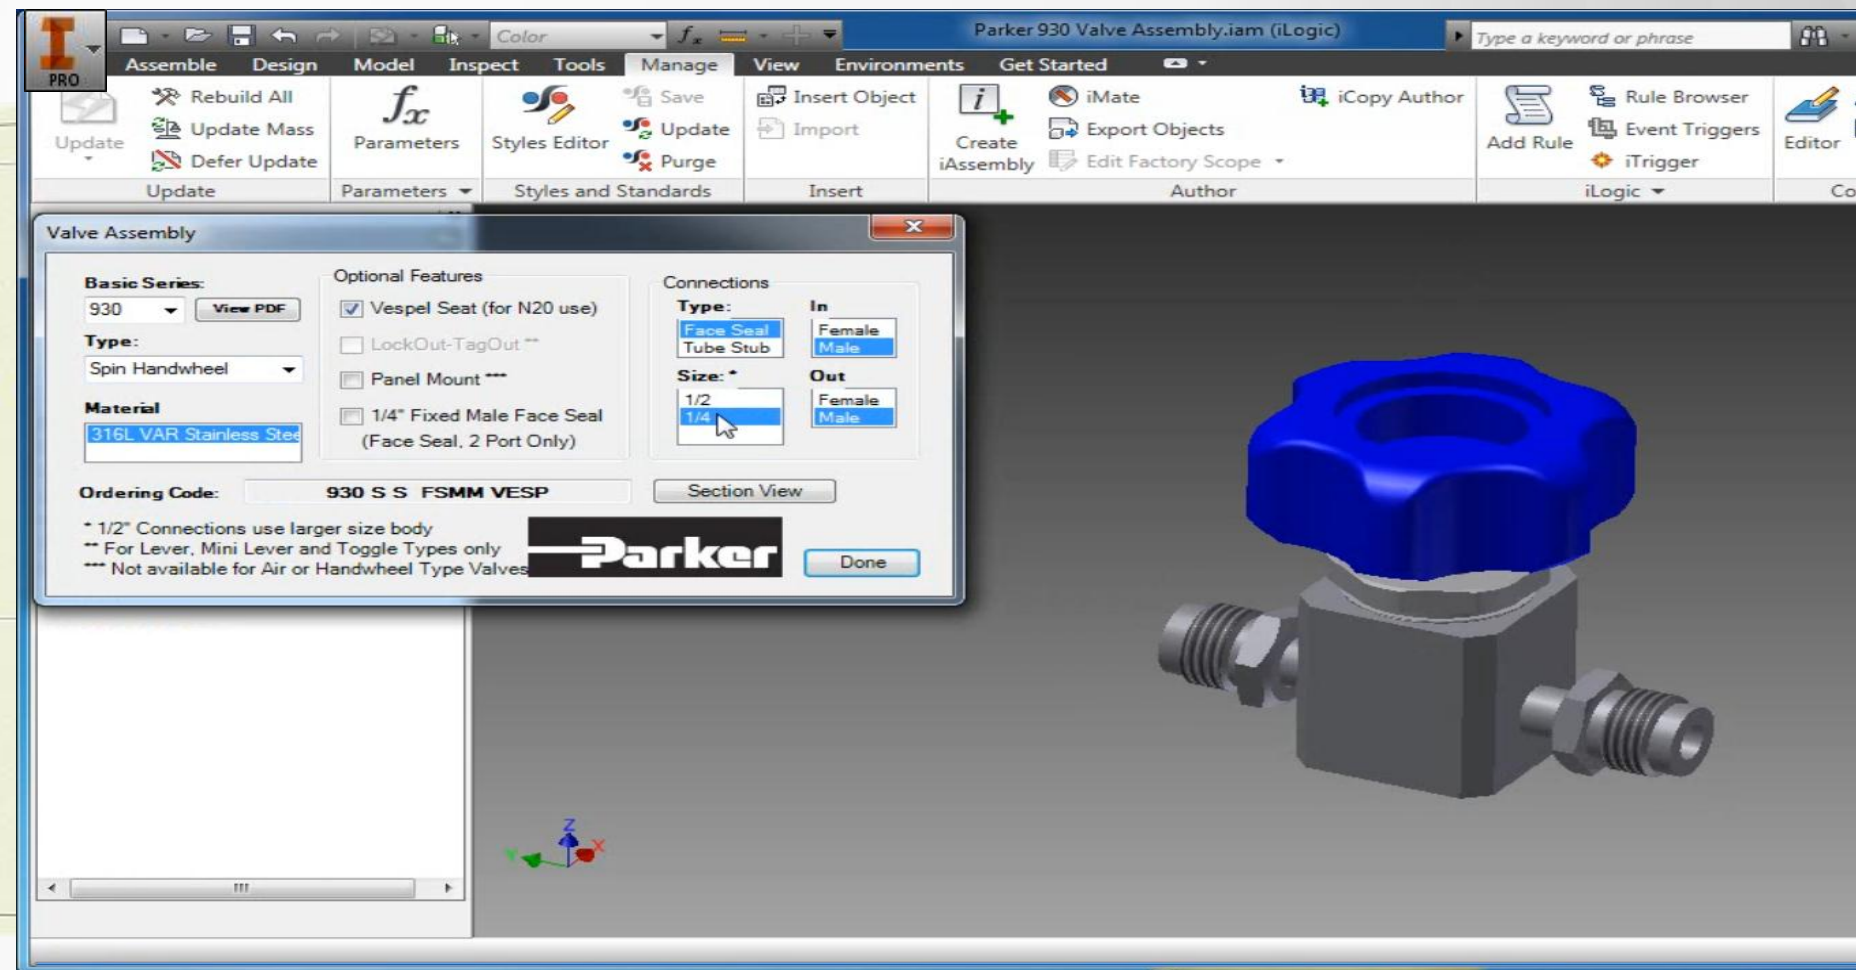 Color
Parker 930 Valve Assembly.iam (iLogic)
Type a keyword or phrase
PRO
Assemble Design Model Inspect Tools Manage View Environments Get Started
Rebuild All
Update Mass
Defer Update
Update
Update
fx
Parameters
Parameters
Styles Editor
Save
Update
Purge
Styles and Standards
Insert Object
Import
Insert
Create
iAssembly
iMate
Export Objects
Edit Factory Scope
iCopy Author
Author
Add Rule
Rule Browser
Event Triggers
iTrigger
iLogic
Editor
Co
Valve Assembly
Basic Series:
930
View PDF
Type:
Spin Handwheel
Material
316L VAR Stainless Stee
Optional Features
Vespel Seat (for N20 use)
LockOut-TagOut **
Panel Mount ***
1/4" Fixed Male Face Seal
(Face Seal, 2 Port Only)
Connections
Type:
Face Seal
Tube Stub
In
Female
Male
Size: *
1/2
1/4
Out
Female
Male
Ordering Code:
930 S S FSMM VESP
Section View
* 1/2" Connections use larger size body
** For Lever, Mini Lever and Toggle Types only
*** Not available for Air or Handwheel Type Valves
Parker
Done
Z
X
Y